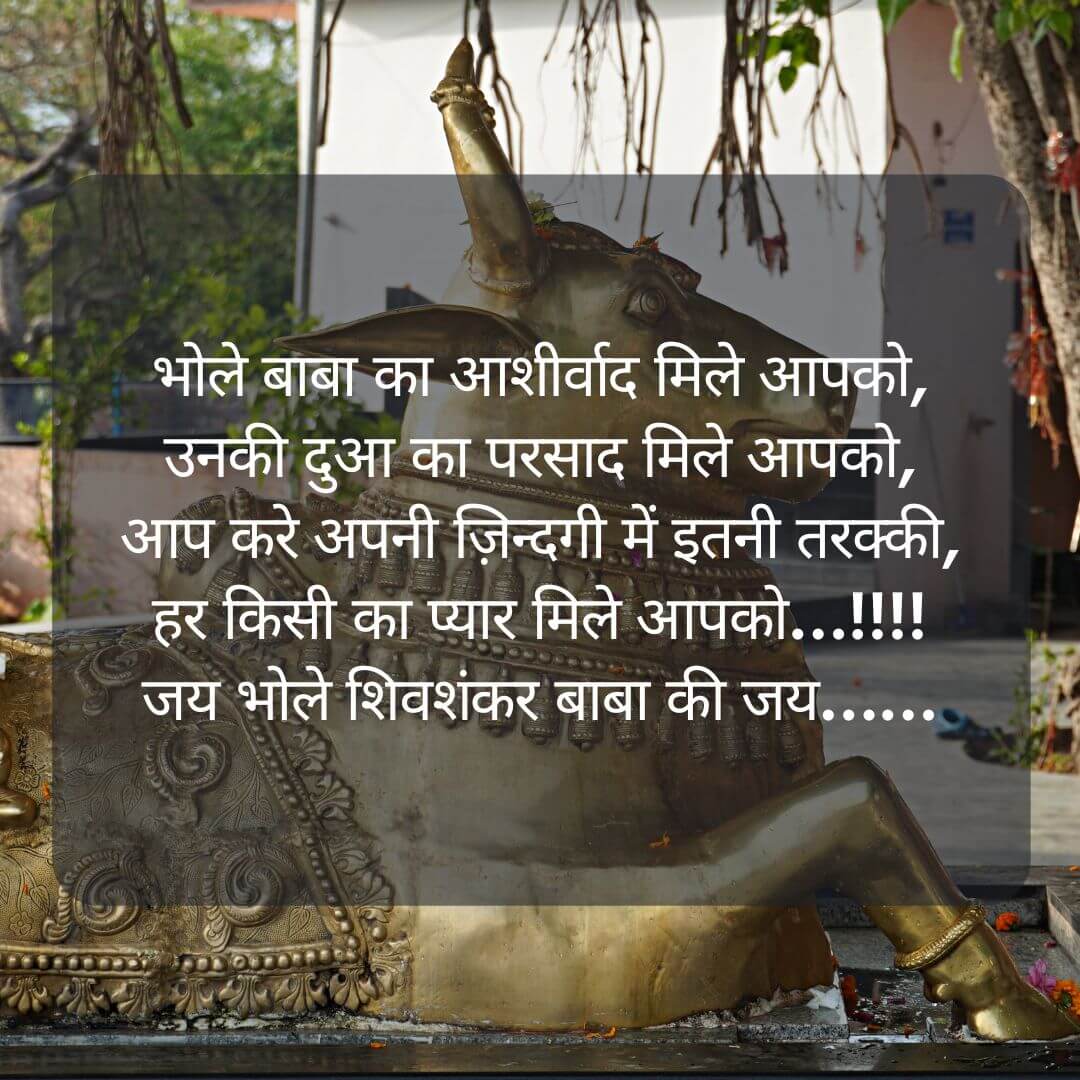 भोले बाबा का आशीर्वाद मिले आपको,
उनकी दुआ का परसाद मिले आपको,
आप करे अपनी ज़िन्दगी में इतनी तरक्की,
हर किसी का प्यार मिले आपको...!!!!
जय भोले शिवशंकर बाबा की जय......